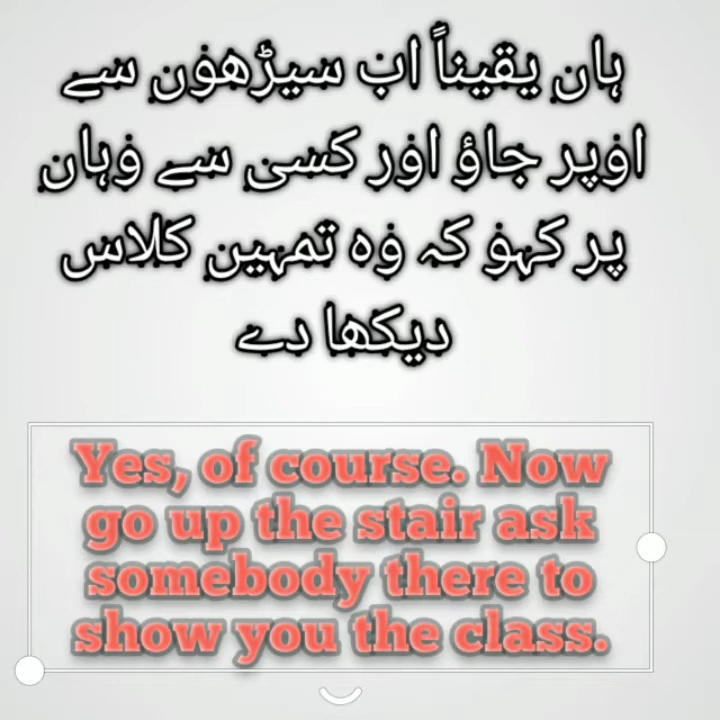 ہاں یقیناً اب سیڑھوں سے
اوپر جاؤ اور کسی سے وہاں
پر کہو کہ وہ تمہیں کلاس
دیکھا دے
Yes, of course. Now
go up the stair ask
somebody there to
show you the class.